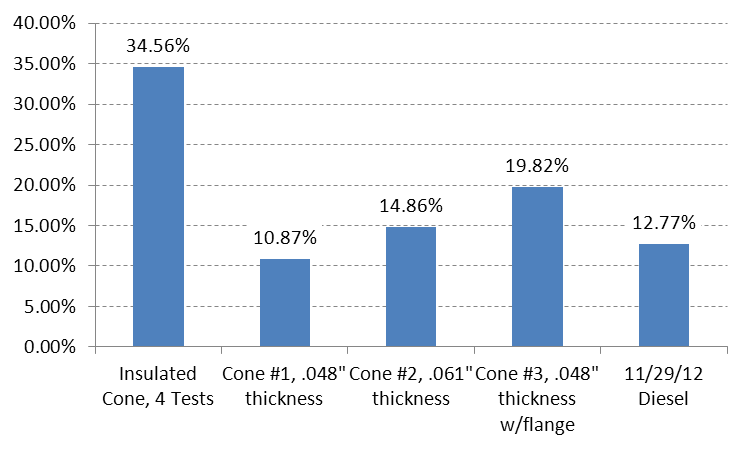 40.00%
35.00%
30.00%
25.00%
20.00%
15.00%
10.00%
5.00%
0.00%
34.56%
10.87%
14.86%
19.82%
12.77%
Insulated
Cone, 4 Tests
Cone #1, .048"
thickness
Cone #2, .061"
thickness
Cone #3, .048"
thickness
w/flange
11/29/12
Diesel